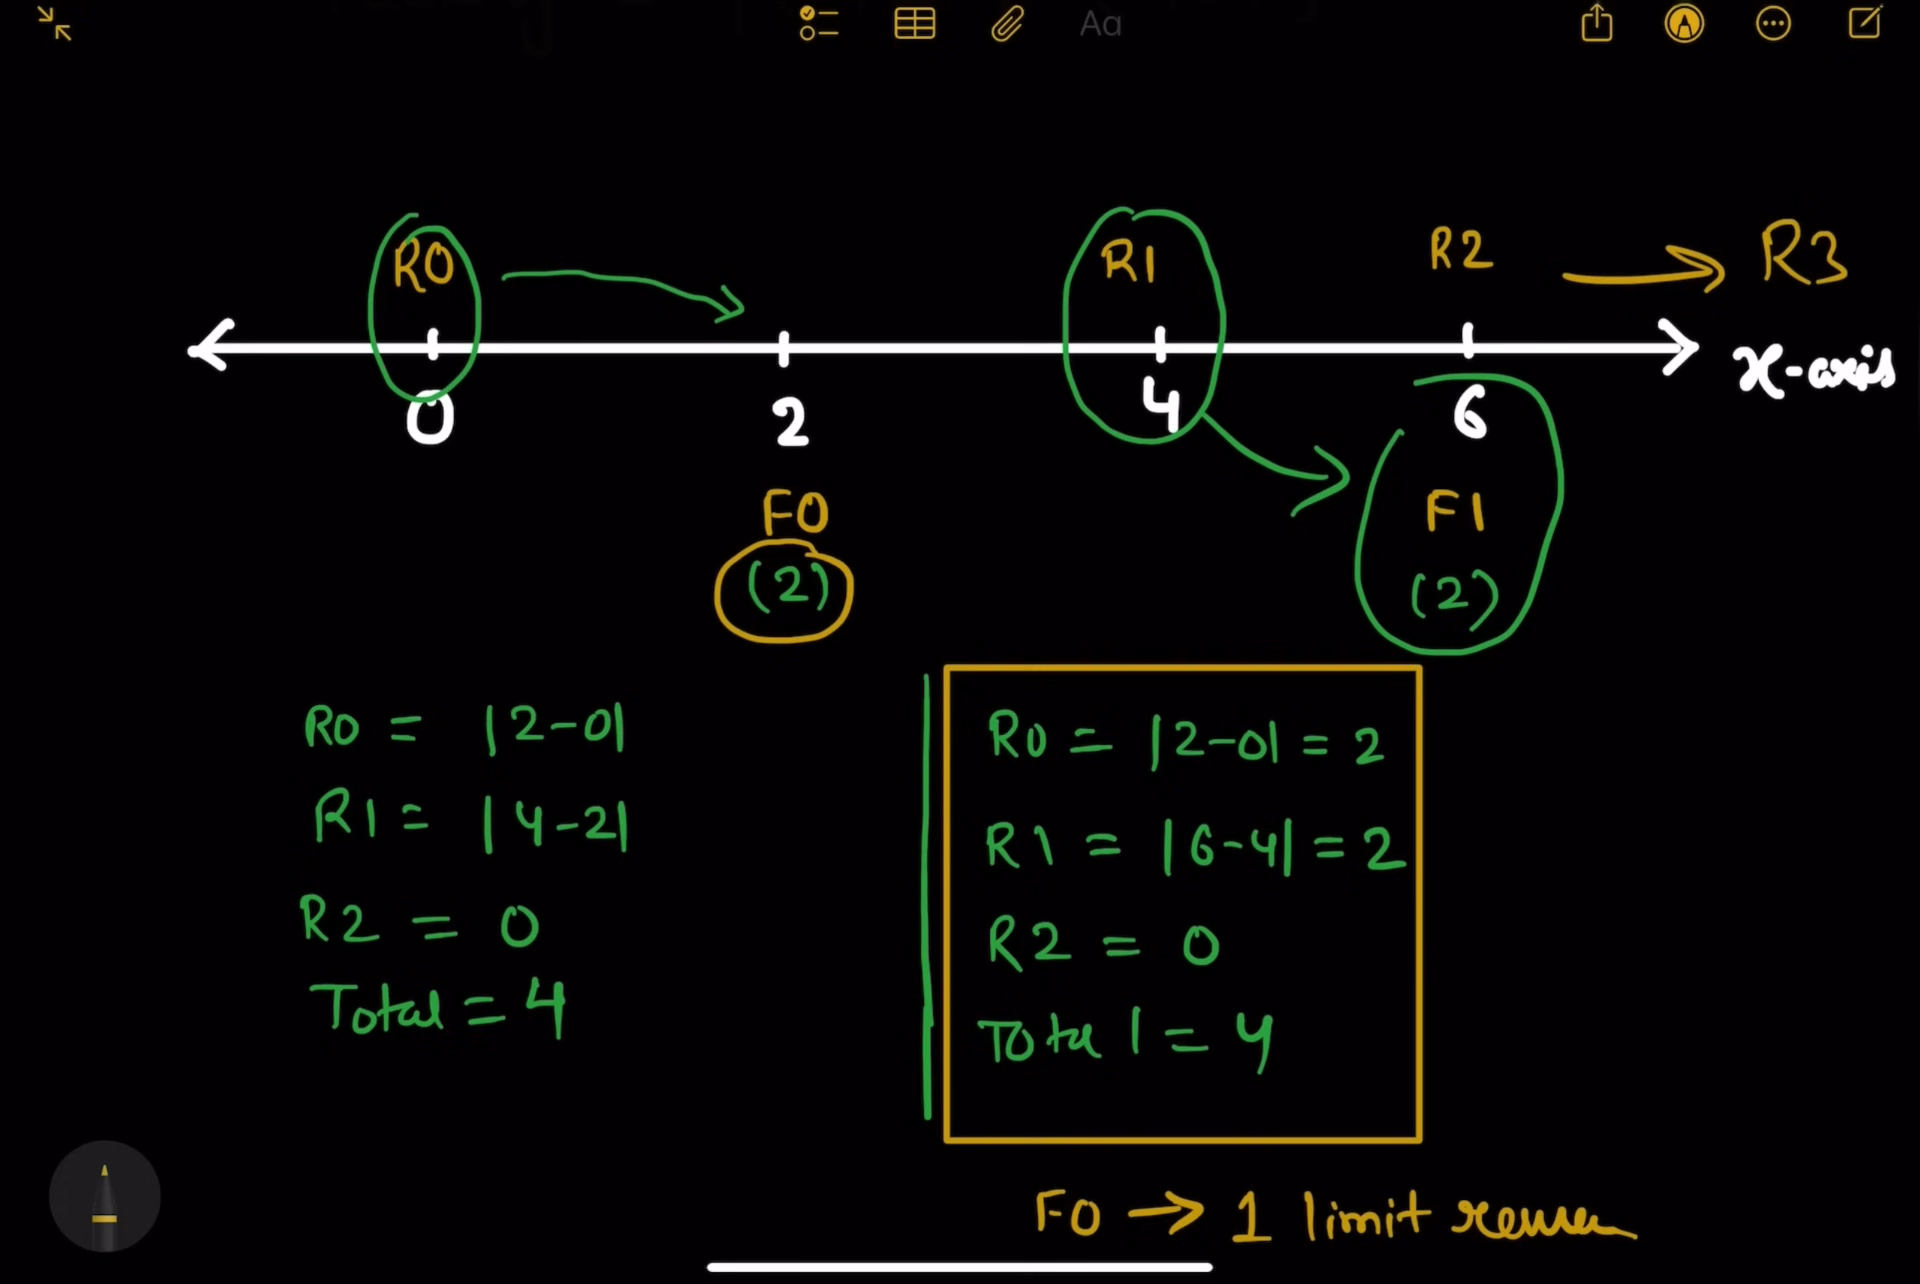 Aa
R0 R1 R2 → R3
x-axis
0 2 4 6
F0 F1
(2) (2)
R0 = |2-0|
R1 = |4-2|
R2 = 0
Total = 4
R0 = |2-0| = 2
R1 = |6-4| = 2
R2 = 0
Total = 4
F0 → 1 limit